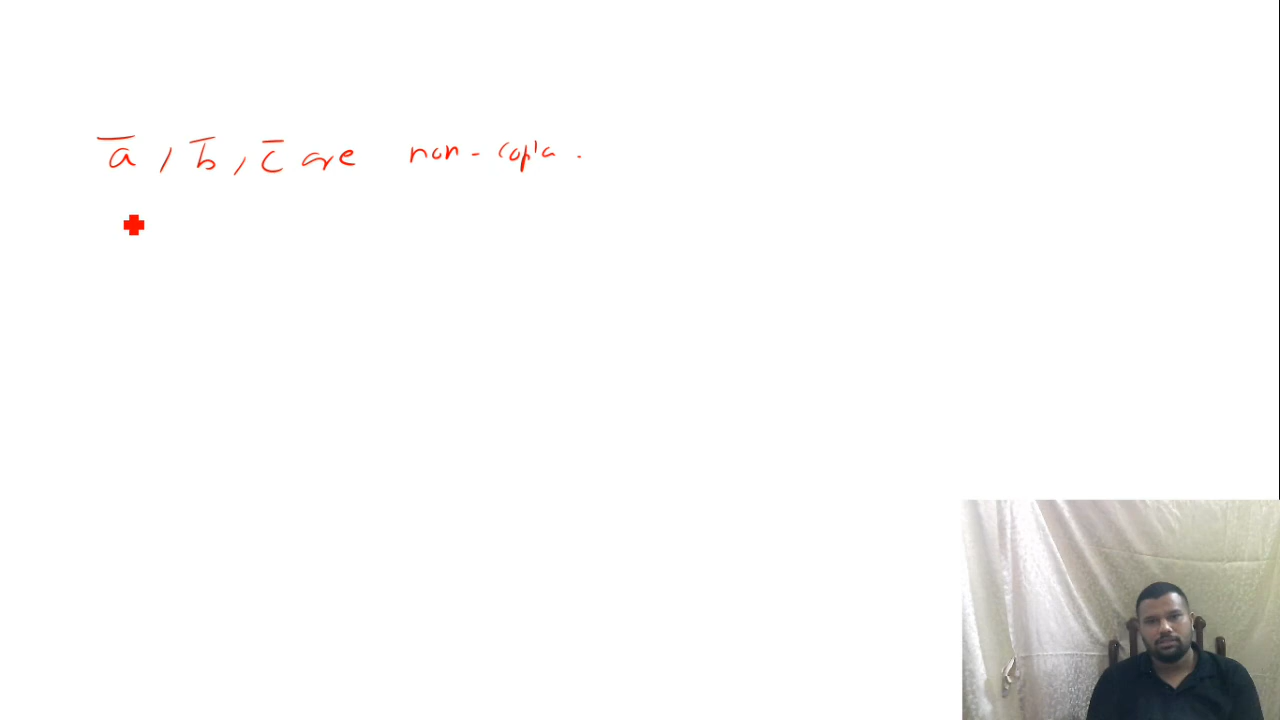 a̅, b̅, c̅ are non-copla.